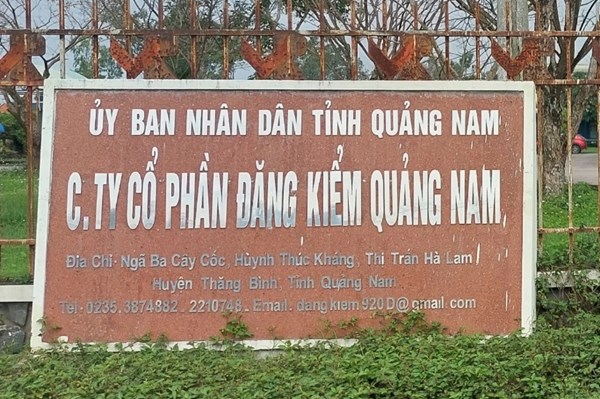 ỦY BAN NHÂN DÂN TỈNH QUẢNG NAM
C.TY CỔ PHẦN ĐĂNG KIỂM QUẢNG NAM
Địa Chỉ-Ngã Ba Cây Cốc, Hùynh Thúc Kháng, Thị Trấn Hà Lam
Huyện Thăng Bình, Tỉnh Quảng Nam
Tel-0235.3874882. 2210748. Email: dangkiem920D@gmail.com